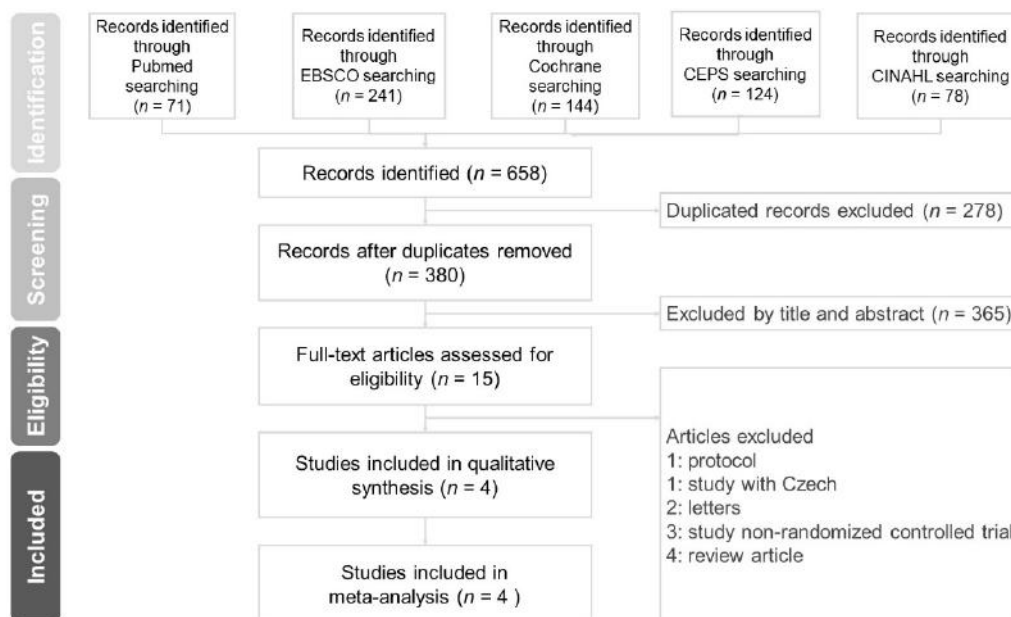 Identification
Records identified
through
Pubmed
searching
(n = 71)
Records identified
through
EBSCO searching
(n = 241)
Records identified
through
Cochrane
searching
(n = 144)
Records identified
through
CEPS searching
(n = 124)
Records identified
through
CINAHL searching
(n = 78)
Records identified (n = 658)
Screening
Duplicated records excluded (n = 278)
Records after duplicates removed
(n = 380)
Excluded by title and abstract (n = 365)
Eligibility
Full-text articles assessed for
eligibility (n = 15)
Articles excluded
1: protocol
1: study with Czech
2: letters
3: study non-randomized controlled trial
4: review article
Included
Studies included in qualitative
synthesis (n = 4)
Studies included in
meta-analysis (n = 4 )